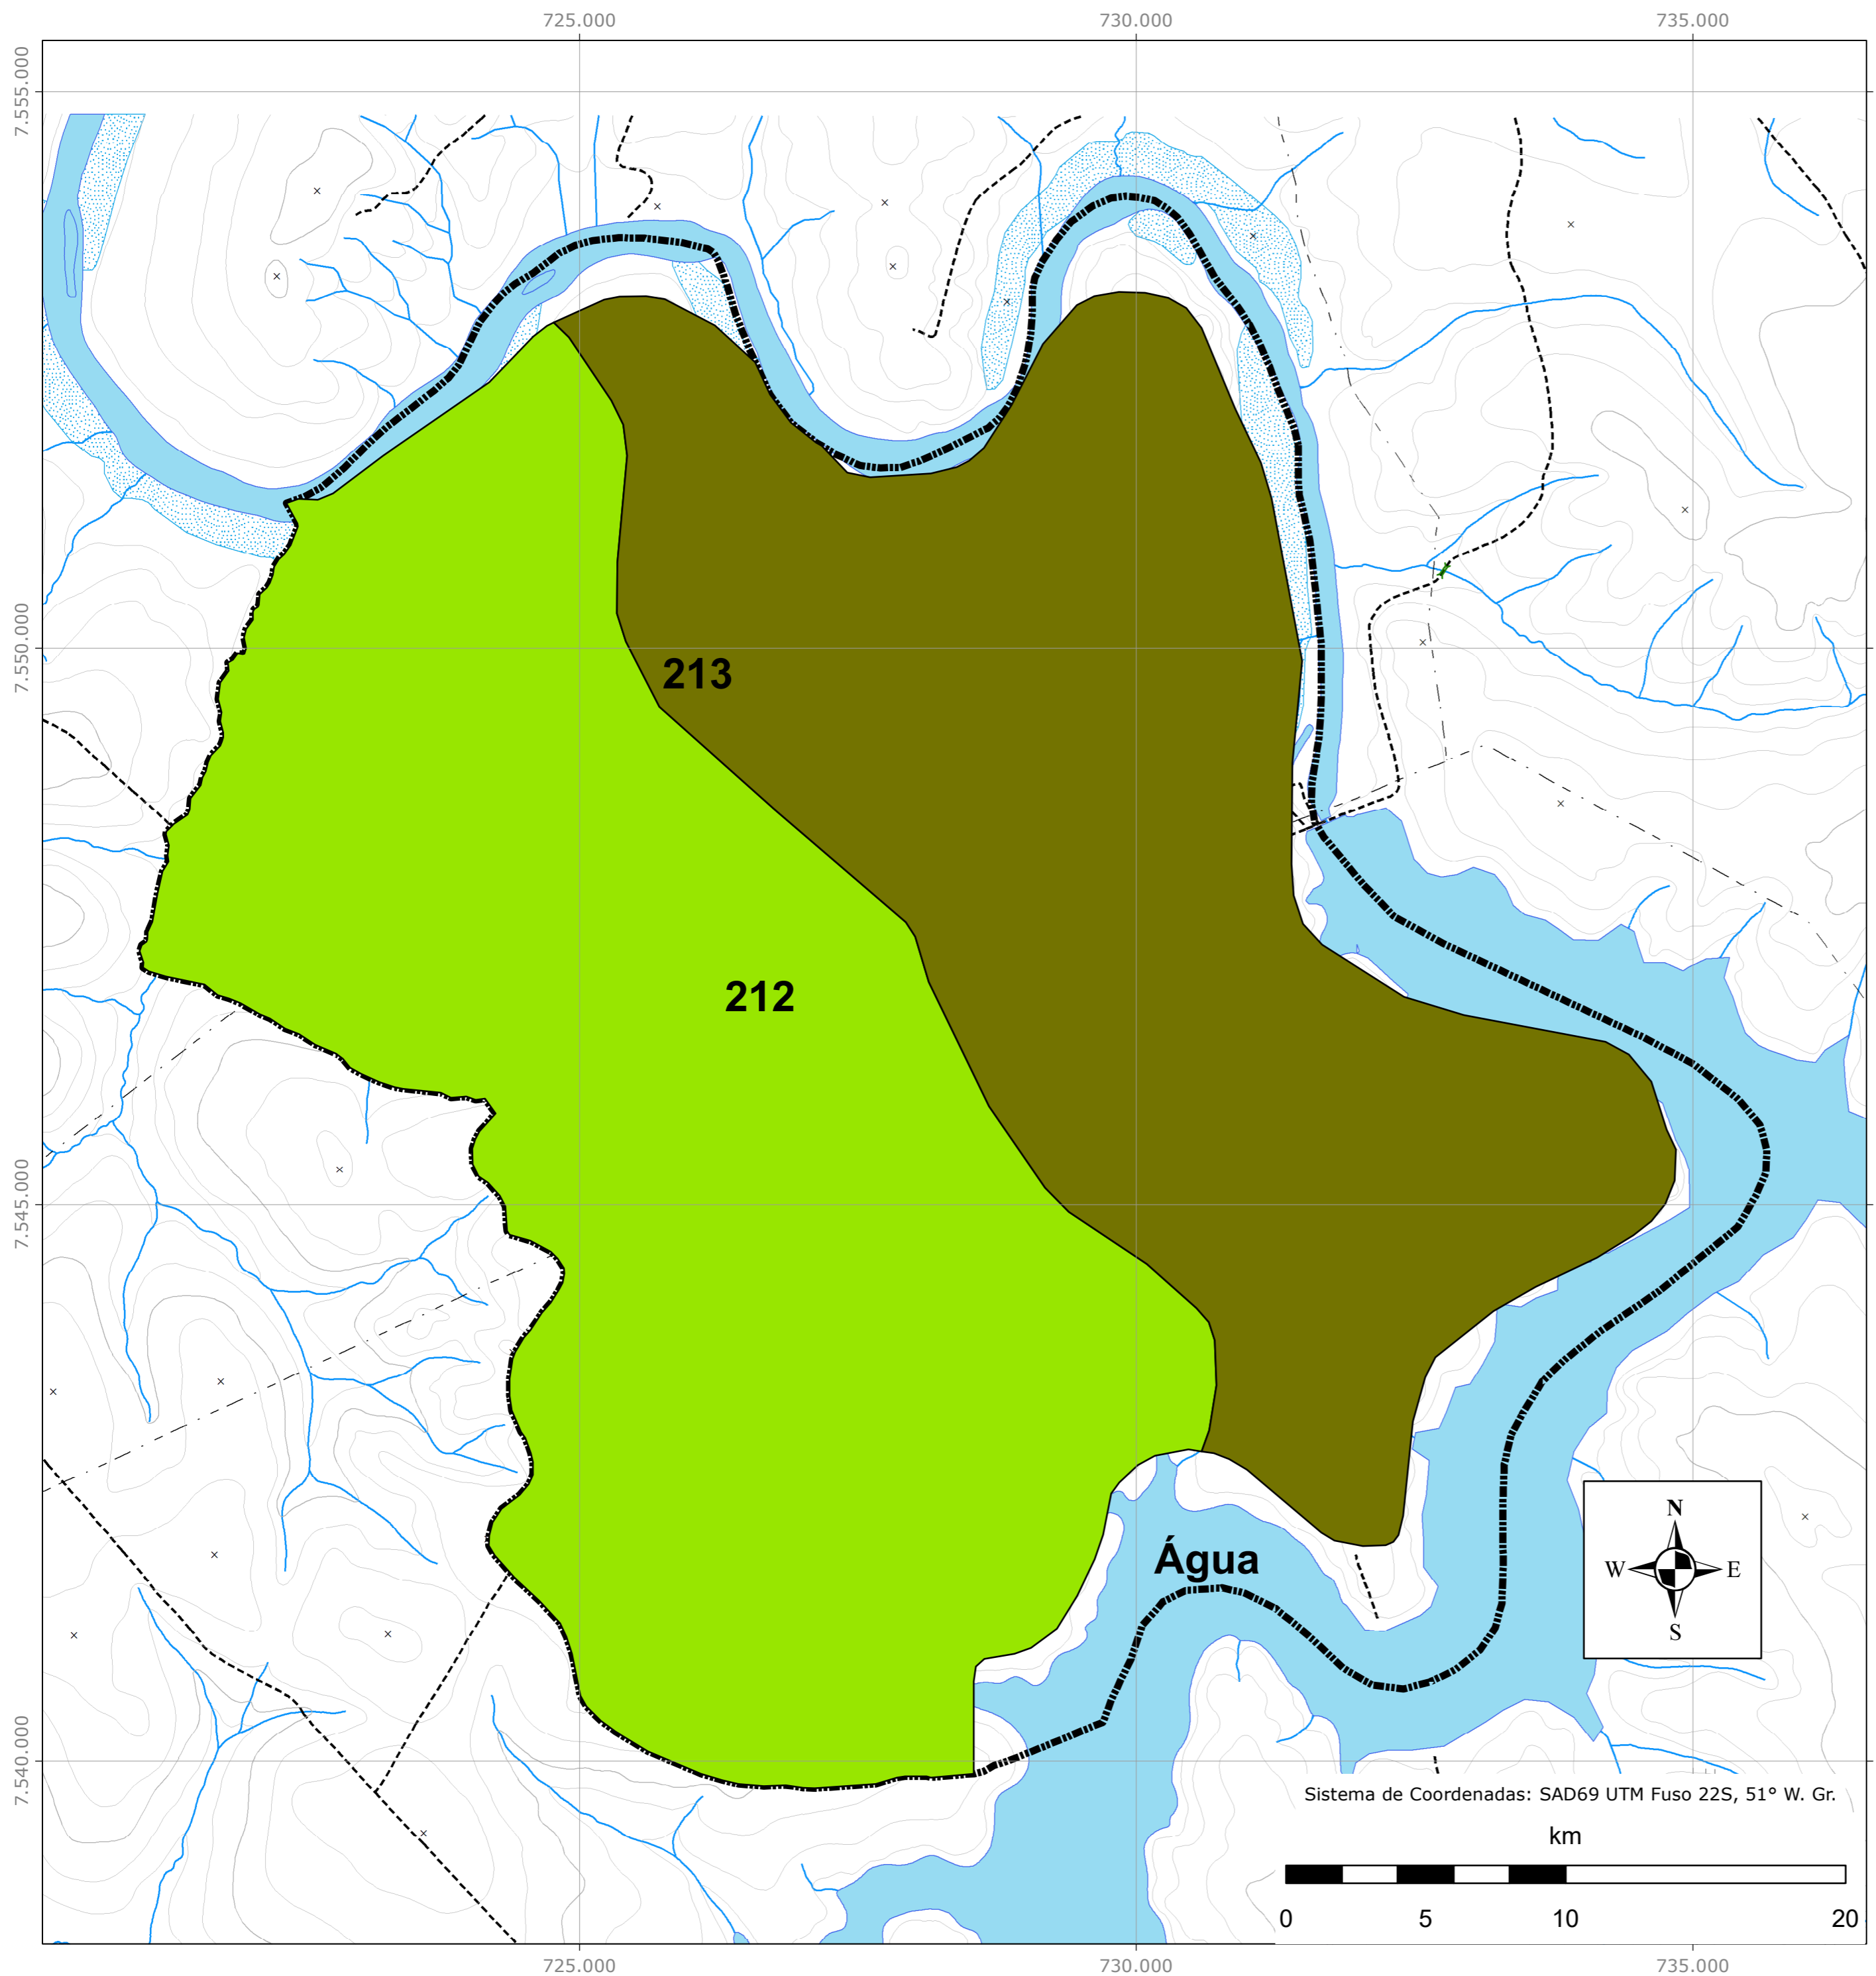 725.000 730.000 735.000
7.555.000
7.550.000
213
212
7.545.000
Água
N
W E
S
7.540.000
Sistema de Coordenadas: SAD69 UTM Fuso 22S, 51° W. Gr.
km
0 5 10 20
725.000 730.000 735.000